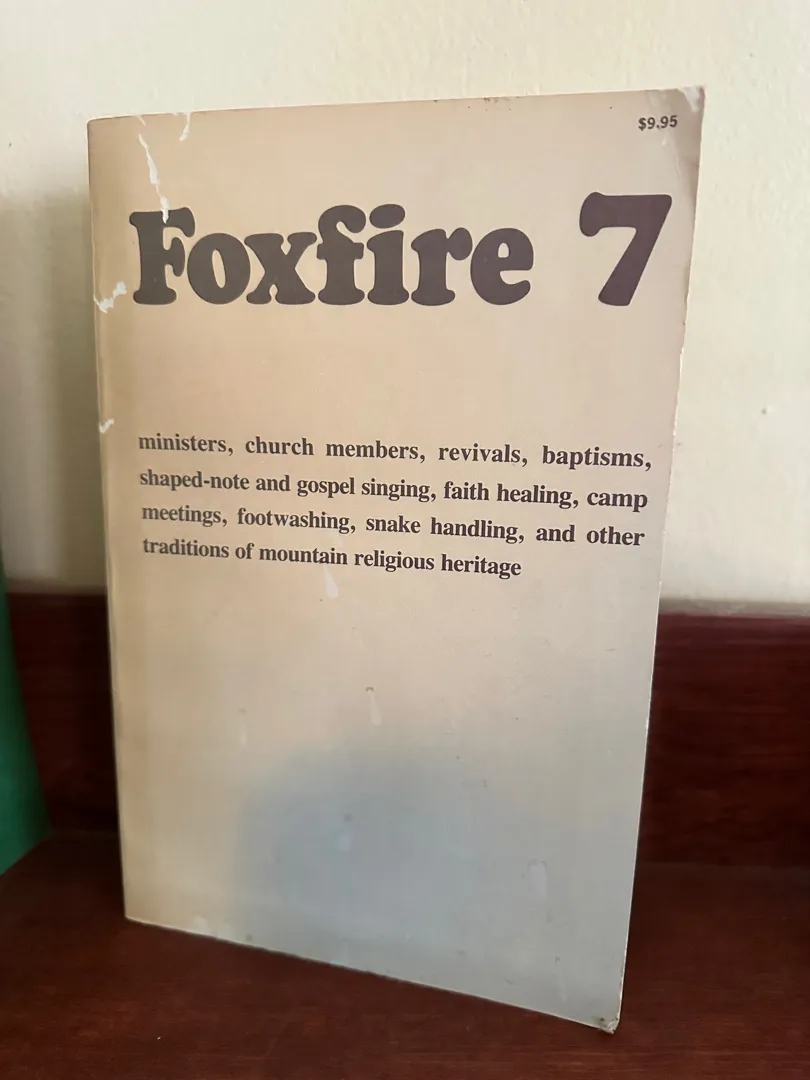 $9.95
Foxfire 7
ministers, church members, revivals, baptisms,
shaped-note and gospel singing, faith healing, camp
meetings, footwashing, snake handling, and other
traditions of mountain religious heritage